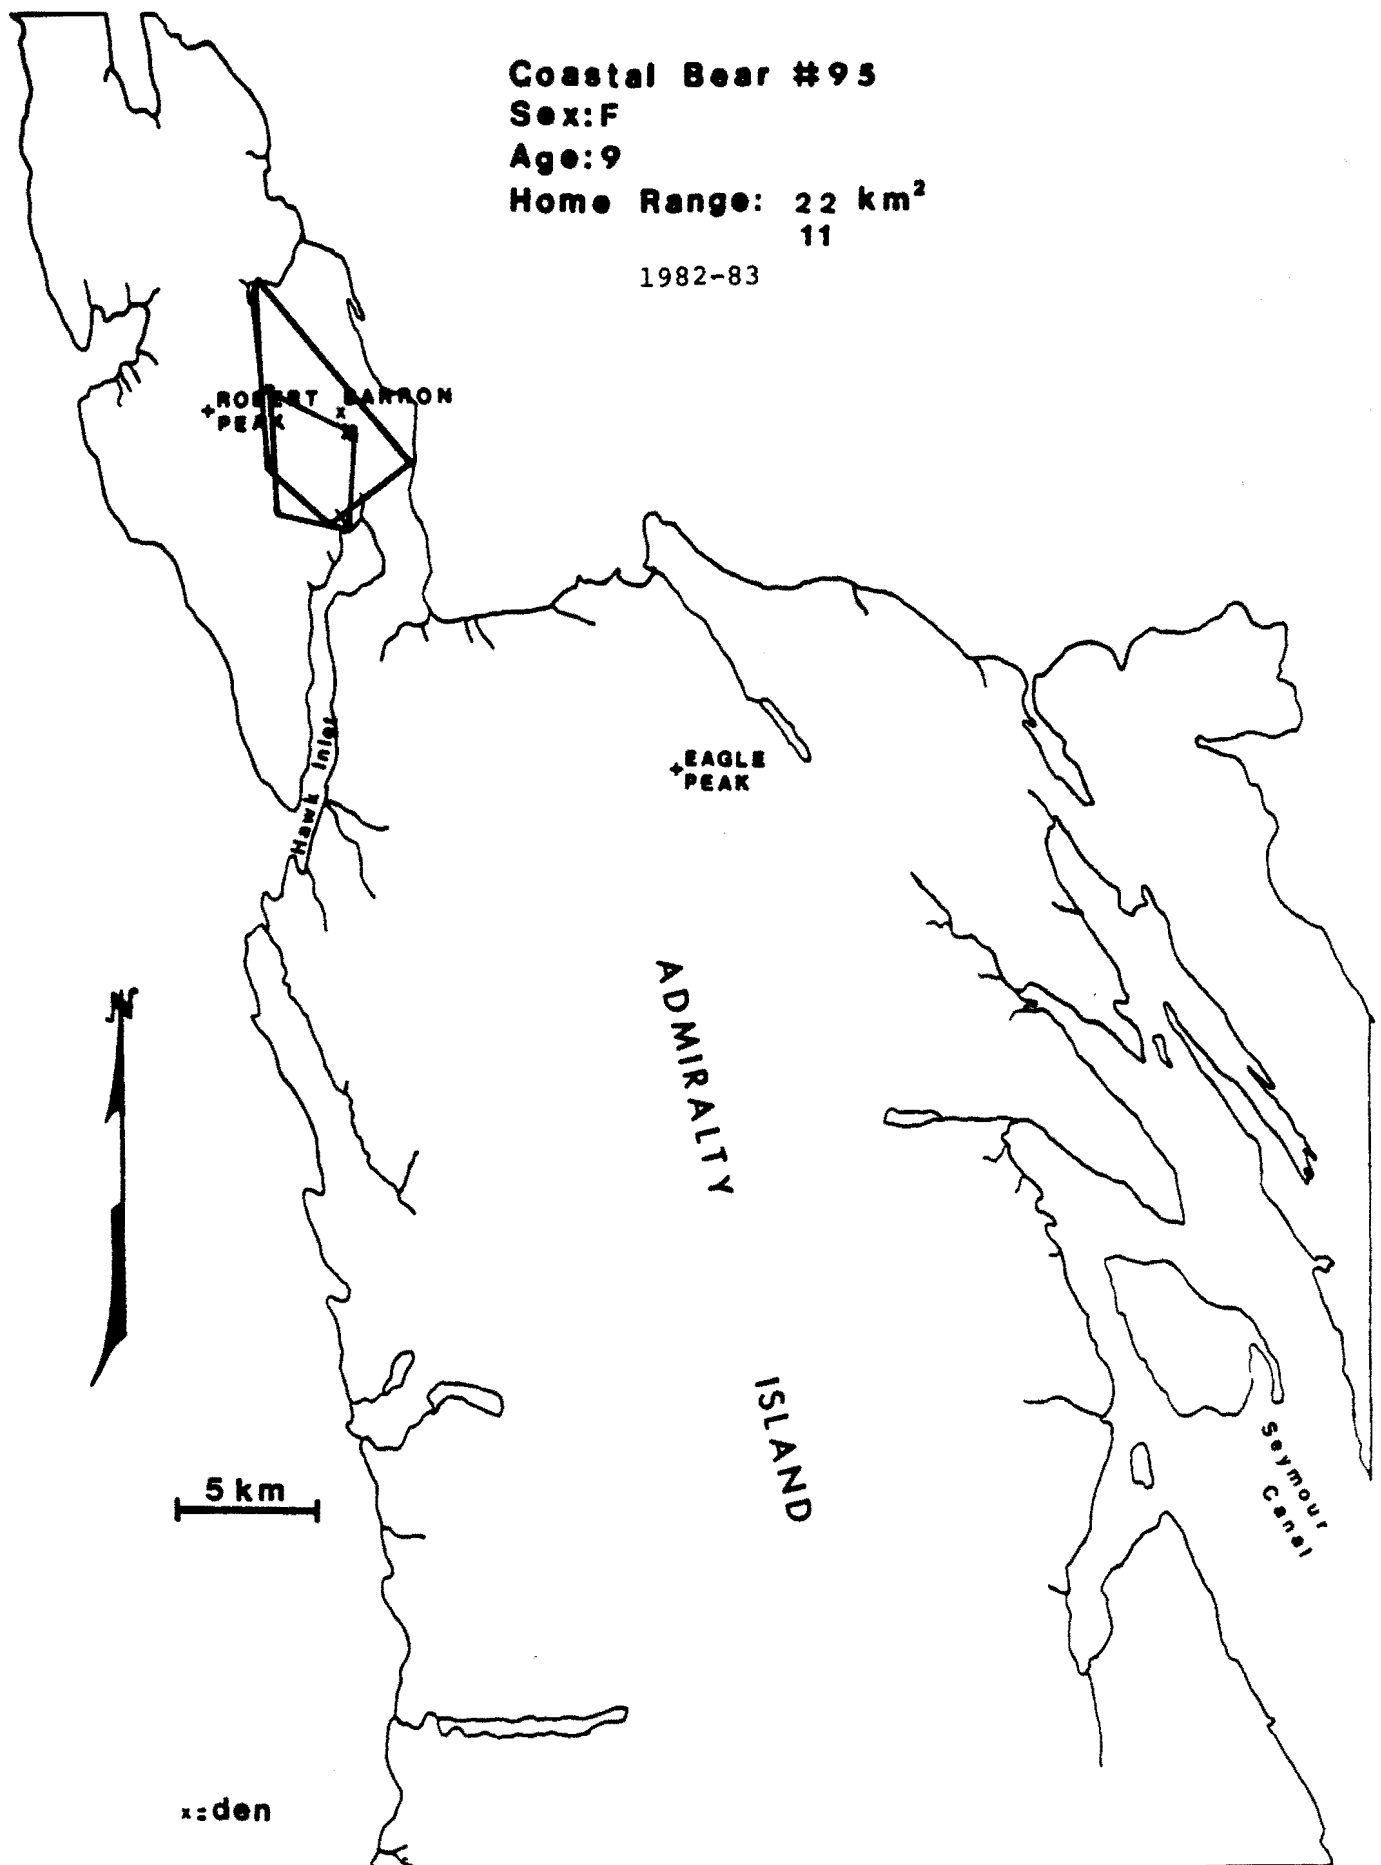 Coastal Bear #95
Sex: F
Age: 9
Home Range: 22 km²
11
1982-83
+ROBERT BARRON
PEAK
x
Hawk Inlet
+EAGLE
PEAK
N
ADMIRALTY
ISLAND
Seymour
Canal
5 km
x=den